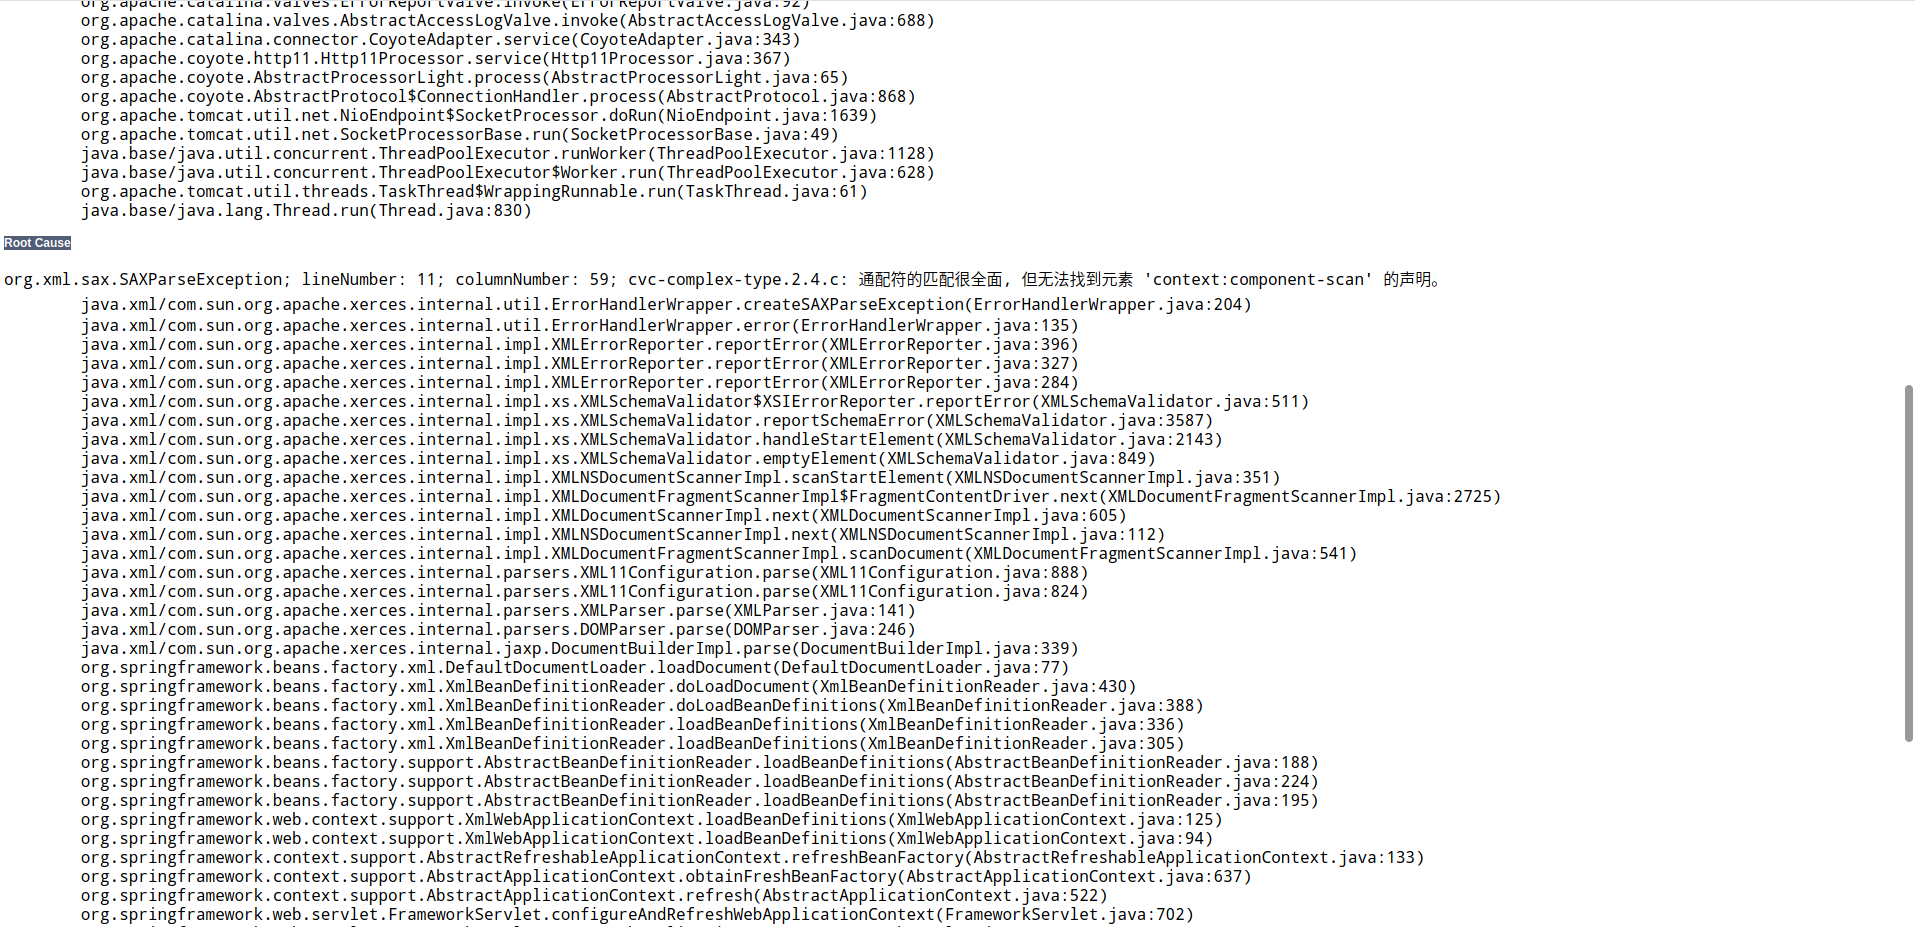 org.apache.catalina.valves.ErrorReportValve.invoke(ErrorReportValve.java:92)
org.apache.catalina.valves.AbstractAccessLogValve.invoke(AbstractAccessLogValve.java:688)
org.apache.catalina.connector.CoyoteAdapter.service(CoyoteAdapter.java:343)
org.apache.coyote.http11.Http11Processor.service(Http11Processor.java:367)
org.apache.coyote.AbstractProcessorLight.process(AbstractProcessorLight.java:65)
org.apache.coyote.AbstractProtocol$ConnectionHandler.process(AbstractProtocol.java:868)
org.apache.tomcat.util.net.NioEndpoint$SocketProcessor.doRun(NioEndpoint.java:1639)
org.apache.tomcat.util.net.SocketProcessorBase.run(SocketProcessorBase.java:49)
java.base/java.util.concurrent.ThreadPoolExecutor.runWorker(ThreadPoolExecutor.java:1128)
java.base/java.util.concurrent.ThreadPoolExecutor$Worker.run(ThreadPoolExecutor.java:628)
org.apache.tomcat.util.threads.TaskThread$WrappingRunnable.run(TaskThread.java:61)
java.base/java.lang.Thread.run(Thread.java:830)
Root Cause
org.xml.sax.SAXParseException; lineNumber: 11; columnNumber: 59; cvc-complex-type.2.4.c: 通配符的匹配很全面, 但无法找到元素 'context:component-scan' 的声明。
java.xml/com.sun.org.apache.xerces.internal.util.ErrorHandlerWrapper.createSAXParseException(ErrorHandlerWrapper.java:204)
java.xml/com.sun.org.apache.xerces.internal.util.ErrorHandlerWrapper.error(ErrorHandlerWrapper.java:135)
java.xml/com.sun.org.apache.xerces.internal.impl.XMLErrorReporter.reportError(XMLErrorReporter.java:396)
java.xml/com.sun.org.apache.xerces.internal.impl.XMLErrorReporter.reportError(XMLErrorReporter.java:327)
java.xml/com.sun.org.apache.xerces.internal.impl.XMLErrorReporter.reportError(XMLErrorReporter.java:284)
java.xml/com.sun.org.apache.xerces.internal.impl.xs.XMLSchemaValidator$XSIErrorReporter.reportError(XMLSchemaValidator.java:511)
java.xml/com.sun.org.apache.xerces.internal.impl.xs.XMLSchemaValidator.reportSchemaError(XMLSchemaValidator.java:3587)
java.xml/com.sun.org.apache.xerces.internal.impl.xs.XMLSchemaValidator.handleStartElement(XMLSchemaValidator.java:2143)
java.xml/com.sun.org.apache.xerces.internal.impl.xs.XMLSchemaValidator.emptyElement(XMLSchemaValidator.java:849)
java.xml/com.sun.org.apache.xerces.internal.impl.XMLNSDocumentScannerImpl.scanStartElement(XMLNSDocumentScannerImpl.java:351)
java.xml/com.sun.org.apache.xerces.internal.impl.XMLDocumentFragmentScannerImpl$FragmentContentDriver.next(XMLDocumentFragmentScannerImpl.java:2725)
java.xml/com.sun.org.apache.xerces.internal.impl.XMLDocumentScannerImpl.next(XMLDocumentScannerImpl.java:605)
java.xml/com.sun.org.apache.xerces.internal.impl.XMLNSDocumentScannerImpl.next(XMLNSDocumentScannerImpl.java:112)
java.xml/com.sun.org.apache.xerces.internal.impl.XMLDocumentFragmentScannerImpl.scanDocument(XMLDocumentFragmentScannerImpl.java:541)
java.xml/com.sun.org.apache.xerces.internal.parsers.XML11Configuration.parse(XML11Configuration.java:888)
java.xml/com.sun.org.apache.xerces.internal.parsers.XML11Configuration.parse(XML11Configuration.java:824)
java.xml/com.sun.org.apache.xerces.internal.parsers.XMLParser.parse(XMLParser.java:141)
java.xml/com.sun.org.apache.xerces.internal.parsers.DOMParser.parse(DOMParser.java:246)
java.xml/com.sun.org.apache.xerces.internal.jaxp.DocumentBuilderImpl.parse(DocumentBuilderImpl.java:339)
org.springframework.beans.factory.xml.DefaultDocumentLoader.loadDocument(DefaultDocumentLoader.java:77)
org.springframework.beans.factory.xml.XmlBeanDefinitionReader.doLoadDocument(XmlBeanDefinitionReader.java:430)
org.springframework.beans.factory.xml.XmlBeanDefinitionReader.doLoadBeanDefinitions(XmlBeanDefinitionReader.java:388)
org.springframework.beans.factory.xml.XmlBeanDefinitionReader.loadBeanDefinitions(XmlBeanDefinitionReader.java:336)
org.springframework.beans.factory.xml.XmlBeanDefinitionReader.loadBeanDefinitions(XmlBeanDefinitionReader.java:305)
org.springframework.beans.factory.support.AbstractBeanDefinitionReader.loadBeanDefinitions(AbstractBeanDefinitionReader.java:188)
org.springframework.beans.factory.support.AbstractBeanDefinitionReader.loadBeanDefinitions(AbstractBeanDefinitionReader.java:224)
org.springframework.beans.factory.support.AbstractBeanDefinitionReader.loadBeanDefinitions(AbstractBeanDefinitionReader.java:195)
org.springframework.web.context.support.XmlWebApplicationContext.loadBeanDefinitions(XmlWebApplicationContext.java:125)
org.springframework.web.context.support.XmlWebApplicationContext.loadBeanDefinitions(XmlWebApplicationContext.java:94)
org.springframework.context.support.AbstractRefreshableApplicationContext.refreshBeanFactory(AbstractRefreshableApplicationContext.java:133)
org.springframework.context.support.AbstractApplicationContext.obtainFreshBeanFactory(AbstractApplicationContext.java:637)
org.springframework.context.support.AbstractApplicationContext.refresh(AbstractApplicationContext.java:522)
org.springframework.web.servlet.FrameworkServlet.configureAndRefreshWebApplicationContext(FrameworkServlet.java:702)